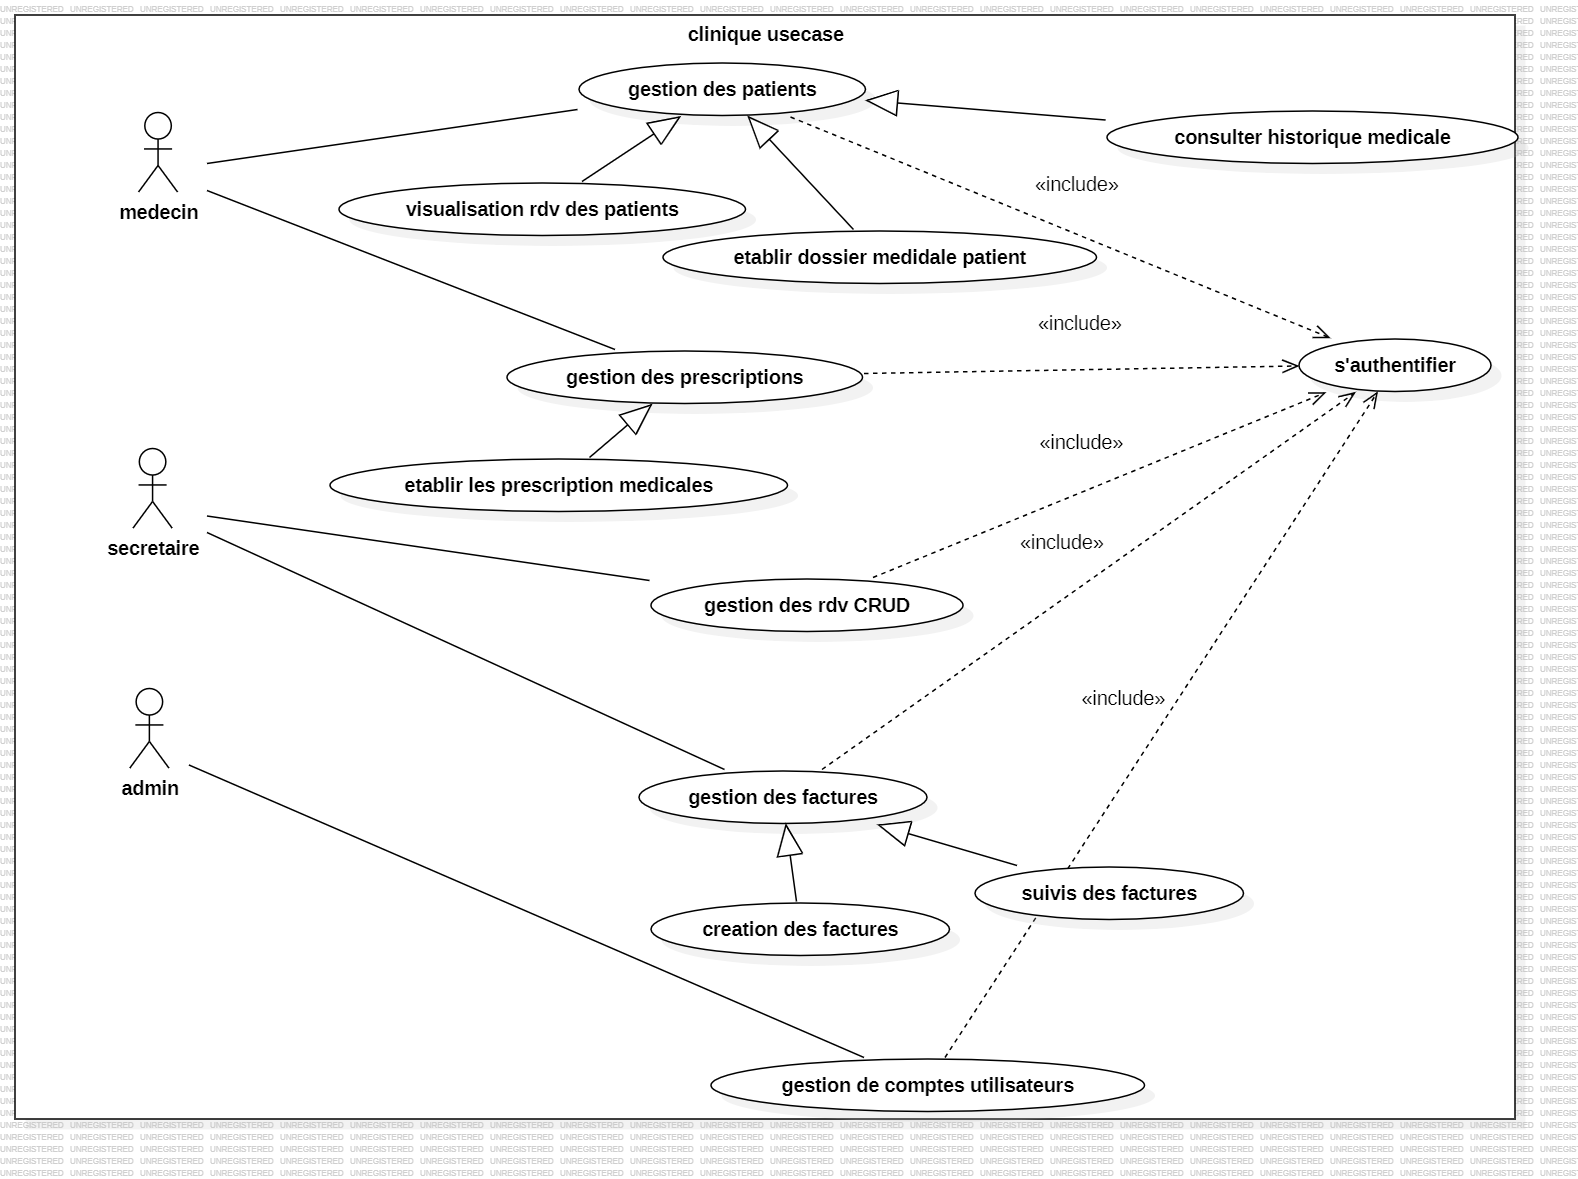 clinique usecase
gestion des patients
consulter historique medicale
medecin
visualisation rdv des patients
«include»
etablir dossier medidale patient
«include»
gestion des prescriptions
s'authentifier
«include»
etablir les prescription medicales
secretaire
«include»
gestion des rdv CRUD
«include»
admin
gestion des factures
suivis des factures
creation des factures
gestion de comptes utilisateurs
UNREGISTERED